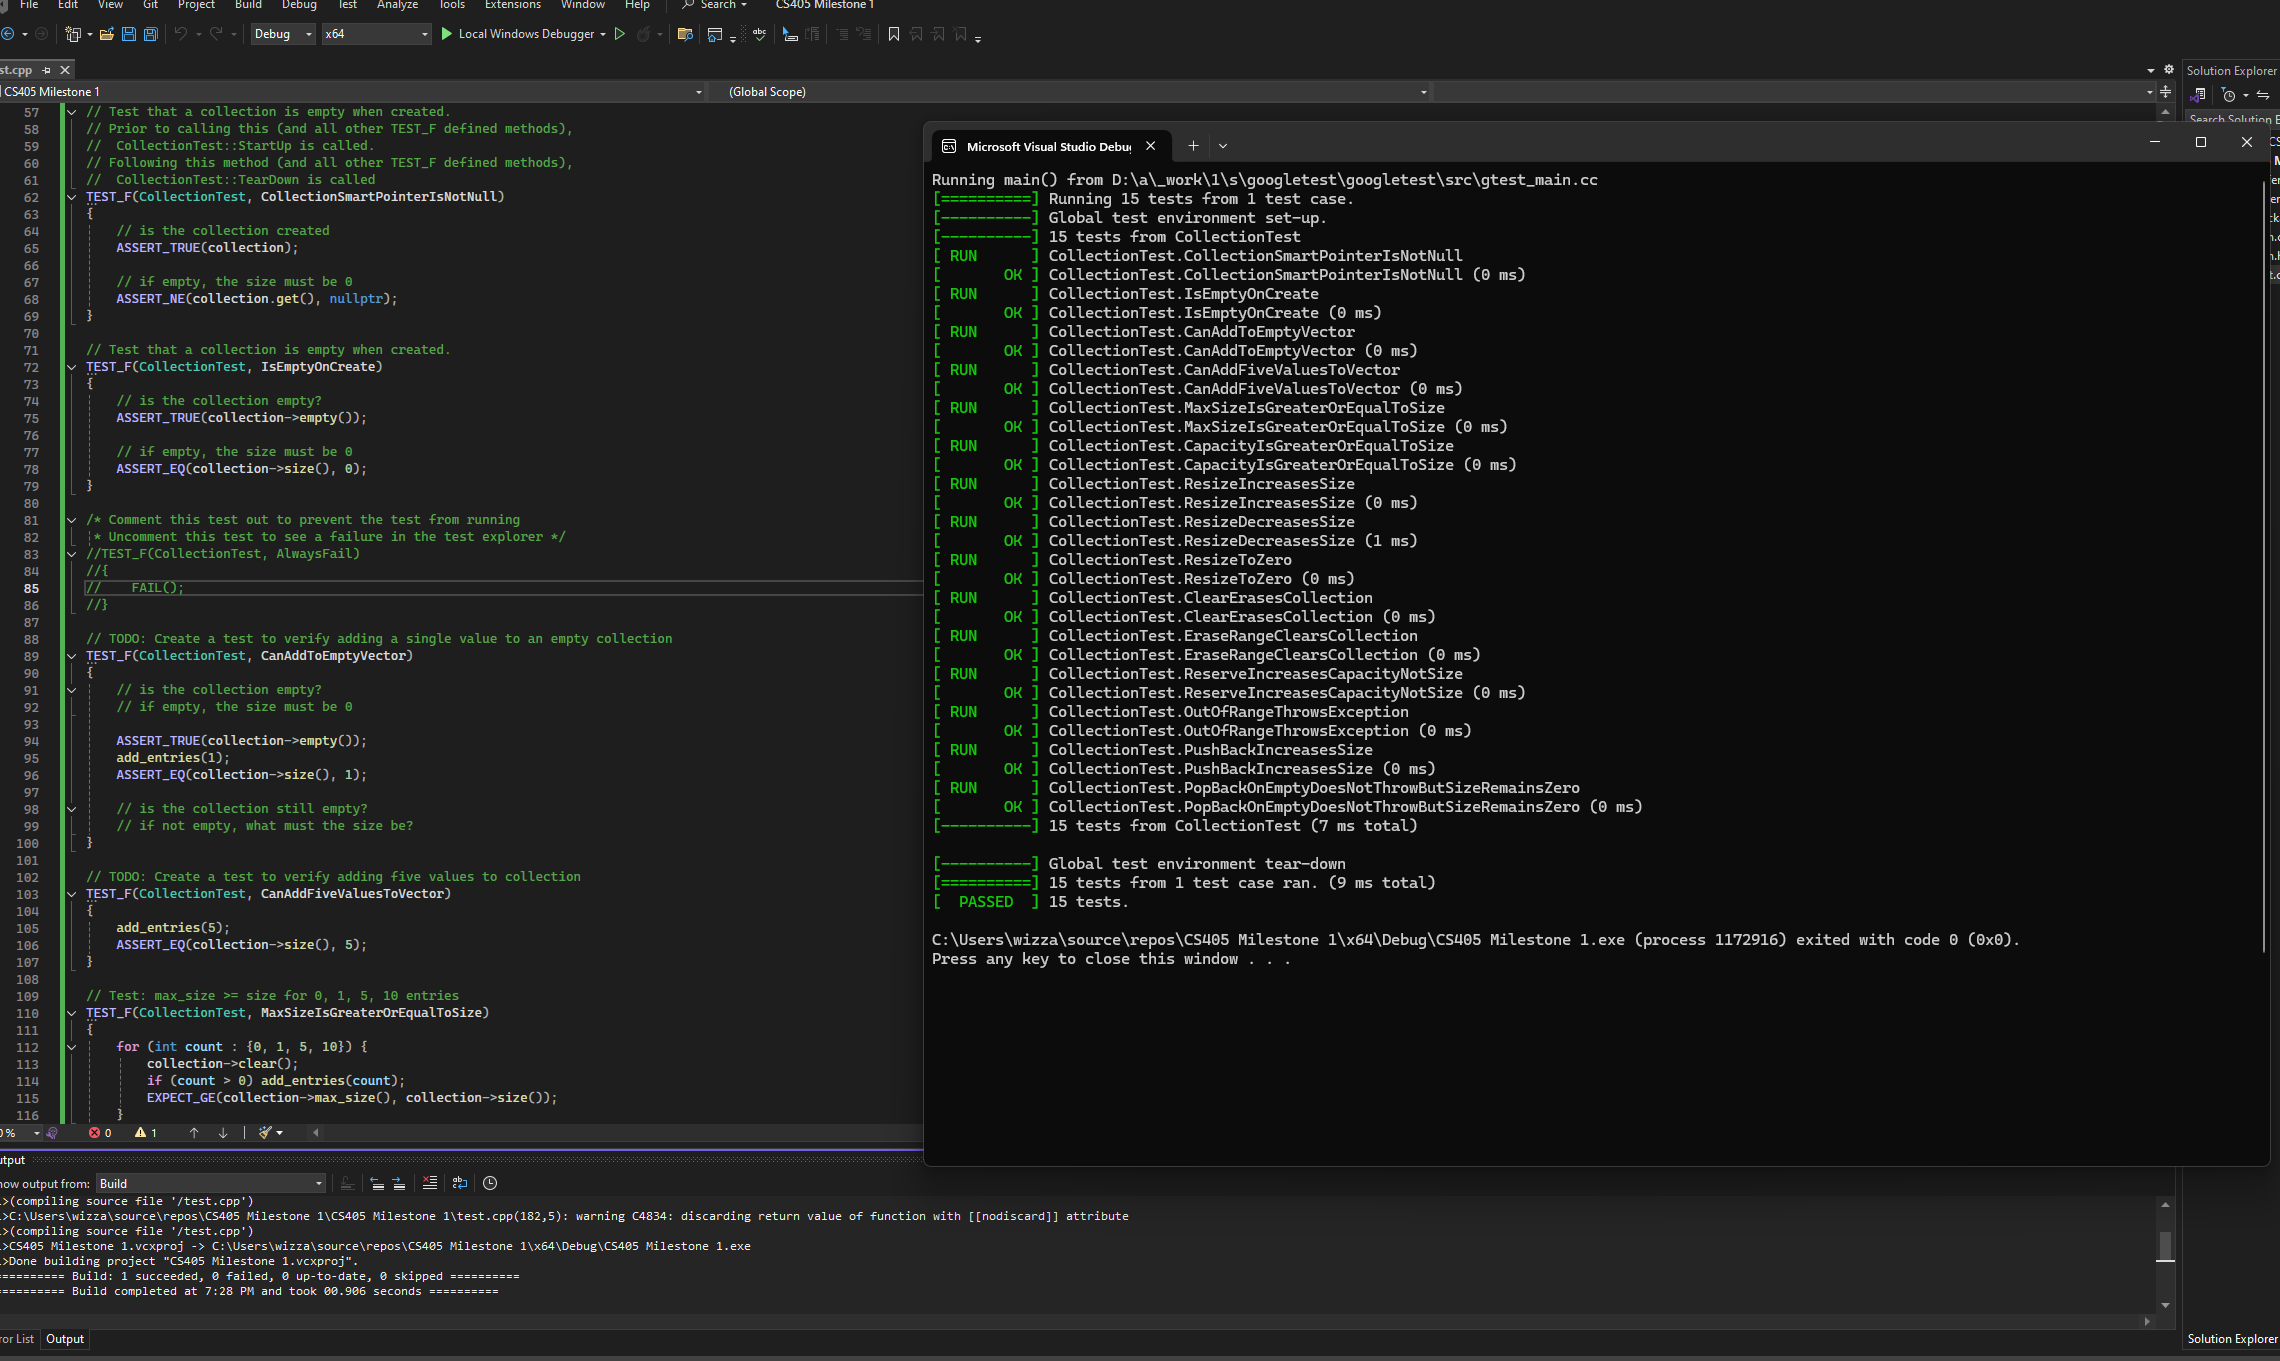 File Edit View Git Project Build Debug Test Analyze Tools Extensions Window Help Search CS405 Milestone 1
Debug x64 Local Windows Debugger
st.cpp
CS405 Milestone 1 (Global Scope)
57 // Test that a collection is empty when created.
58 // Prior to calling this (and all other TEST_F defined methods),
59 //  CollectionTest::StartUp is called.
60 // Following this method (and all other TEST_F defined methods),
61 //  CollectionTest::TearDown is called
62 TEST_F(CollectionTest, CollectionSmartPointerIsNotNull)
63 {
64 // is the collection created
65 ASSERT_TRUE(collection);
66
67 // if empty, the size must be 0
68 ASSERT_NE(collection.get(), nullptr);
69 }
70
71 // Test that a collection is empty when created.
72 TEST_F(CollectionTest, IsEmptyOnCreate)
73 {
74 // is the collection empty?
75 ASSERT_TRUE(collection->empty());
76
77 // if empty, the size must be 0
78 ASSERT_EQ(collection->size(), 0);
79 }
80
81 /* Comment this test out to prevent the test from running
82 * Uncomment this test to see a failure in the test explorer */
83 //TEST_F(CollectionTest, AlwaysFail)
84 //{
85 //    FAIL();
86 //}
87
88 // TODO: Create a test to verify adding a single value to an empty collection
89 TEST_F(CollectionTest, CanAddToEmptyVector)
90 {
91 // is the collection empty?
92 // if empty, the size must be 0
93
94 ASSERT_TRUE(collection->empty());
95 add_entries(1);
96 ASSERT_EQ(collection->size(), 1);
97
98 // is the collection still empty?
99 // if not empty, what must the size be?
100 }
101
102 // TODO: Create a test to verify adding five values to collection
103 TEST_F(CollectionTest, CanAddFiveValuesToVector)
104 {
105 add_entries(5);
106 ASSERT_EQ(collection->size(), 5);
107 }
108
109 // Test: max_size >= size for 0, 1, 5, 10 entries
110 TEST_F(CollectionTest, MaxSizeIsGreaterOrEqualToSize)
111 {
112 for (int count : {0, 1, 5, 10}) {
113 collection->clear();
114 if (count > 0) add_entries(count);
115 EXPECT_GE(collection->max_size(), collection->size());
116 }
0 % 0 1
Microsoft Visual Studio Debug
Running main() from D:\a\_work\1\s\googletest\googletest\src\gtest_main.cc
[==========] Running 15 tests from 1 test case.
[----------] Global test environment set-up.
[----------] 15 tests from CollectionTest
[ RUN      ] CollectionTest.CollectionSmartPointerIsNotNull
[       OK ] CollectionTest.CollectionSmartPointerIsNotNull (0 ms)
[ RUN      ] CollectionTest.IsEmptyOnCreate
[       OK ] CollectionTest.IsEmptyOnCreate (0 ms)
[ RUN      ] CollectionTest.CanAddToEmptyVector
[       OK ] CollectionTest.CanAddToEmptyVector (0 ms)
[ RUN      ] CollectionTest.CanAddFiveValuesToVector
[       OK ] CollectionTest.CanAddFiveValuesToVector (0 ms)
[ RUN      ] CollectionTest.MaxSizeIsGreaterOrEqualToSize
[       OK ] CollectionTest.MaxSizeIsGreaterOrEqualToSize (0 ms)
[ RUN      ] CollectionTest.CapacityIsGreaterOrEqualToSize
[       OK ] CollectionTest.CapacityIsGreaterOrEqualToSize (0 ms)
[ RUN      ] CollectionTest.ResizeIncreasesSize
[       OK ] CollectionTest.ResizeIncreasesSize (0 ms)
[ RUN      ] CollectionTest.ResizeDecreasesSize
[       OK ] CollectionTest.ResizeDecreasesSize (1 ms)
[ RUN      ] CollectionTest.ResizeToZero
[       OK ] CollectionTest.ResizeToZero (0 ms)
[ RUN      ] CollectionTest.ClearErasesCollection
[       OK ] CollectionTest.ClearErasesCollection (0 ms)
[ RUN      ] CollectionTest.EraseRangeClearsCollection
[       OK ] CollectionTest.EraseRangeClearsCollection (0 ms)
[ RUN      ] CollectionTest.ReserveIncreasesCapacityNotSize
[       OK ] CollectionTest.ReserveIncreasesCapacityNotSize (0 ms)
[ RUN      ] CollectionTest.OutOfRangeThrowsException
[       OK ] CollectionTest.OutOfRangeThrowsException (0 ms)
[ RUN      ] CollectionTest.PushBackIncreasesSize
[       OK ] CollectionTest.PushBackIncreasesSize (0 ms)
[ RUN      ] CollectionTest.PopBackOnEmptyDoesNotThrowButSizeRemainsZero
[       OK ] CollectionTest.PopBackOnEmptyDoesNotThrowButSizeRemainsZero (0 ms)
[----------] 15 tests from CollectionTest (7 ms total)
[----------] Global test environment tear-down
[==========] 15 tests from 1 test case ran. (9 ms total)
[  PASSED  ] 15 tests.
C:\Users\wizza\source\repos\CS405 Milestone 1\x64\Debug\CS405 Milestone 1.exe (process 1172916) exited with code 0 (0x0).
Press any key to close this window . . .
Solution Explorer
Search Solution E
utput
how output from: Build
>(compiling source file '/test.cpp')
>C:\Users\wizza\source\repos\CS405 Milestone 1\CS405 Milestone 1\test.cpp(182,5): warning C4834: discarding return value of function with [[nodiscard]] attribute
>(compiling source file '/test.cpp')
>CS405 Milestone 1.vcxproj -> C:\Users\wizza\source\repos\CS405 Milestone 1\x64\Debug\CS405 Milestone 1.exe
>Done building project "CS405 Milestone 1.vcxproj".
========== Build: 1 succeeded, 0 failed, 0 up-to-date, 0 skipped ==========
========== Build completed at 7:28 PM and took 00.906 seconds ==========
ror List Output
Solution Explorer